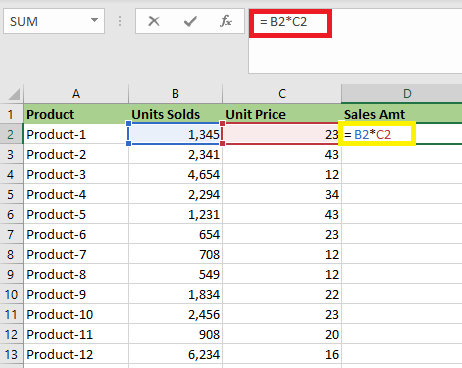 SUM fx = B2*C2
A B C D
1 Product Units Solds Unit Price Sales Amt
2 Product-1 1,345 23 = B2*C2
3 Product-2 2,341 43
4 Product-3 4,654 12
5 Product-4 2,294 34
6 Product-5 1,231 43
7 Product-6 654 23
8 Product-7 708 12
9 Product-8 549 12
10 Product-9 1,834 22
11 Product-10 2,456 23
12 Product-11 908 20
13 Product-12 6,234 16